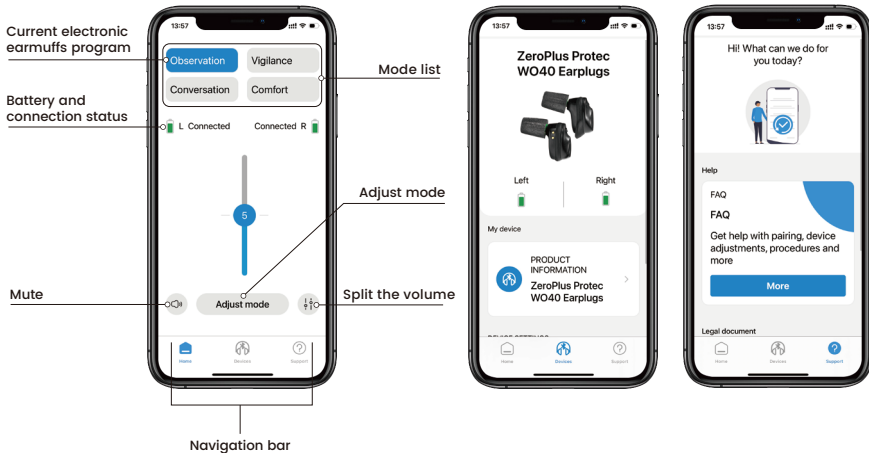 Current electronic
earmuffs program
Battery and
connection status
Mute
Mode list
Adjust mode
Split the volume
Navigation bar
13:57
Observation
Vigilance
Conversation
Comfort
L Connected
Connected R
5
Adjust mode
Home
Devices
Support
13:57
ZeroPlus Protec
WO40 Earplugs
Left
Right
My device
PRODUCT
INFORMATION
ZeroPlus Protec
WO40 Earplugs
DEVICE SETTINGS
Home
Devices
Support
13:57
Hi! What can we do for
you today?
Help
FAQ
FAQ
Get help with pairing, device
adjustments, procedures and
more
More
Legal document
Home
Devices
Support